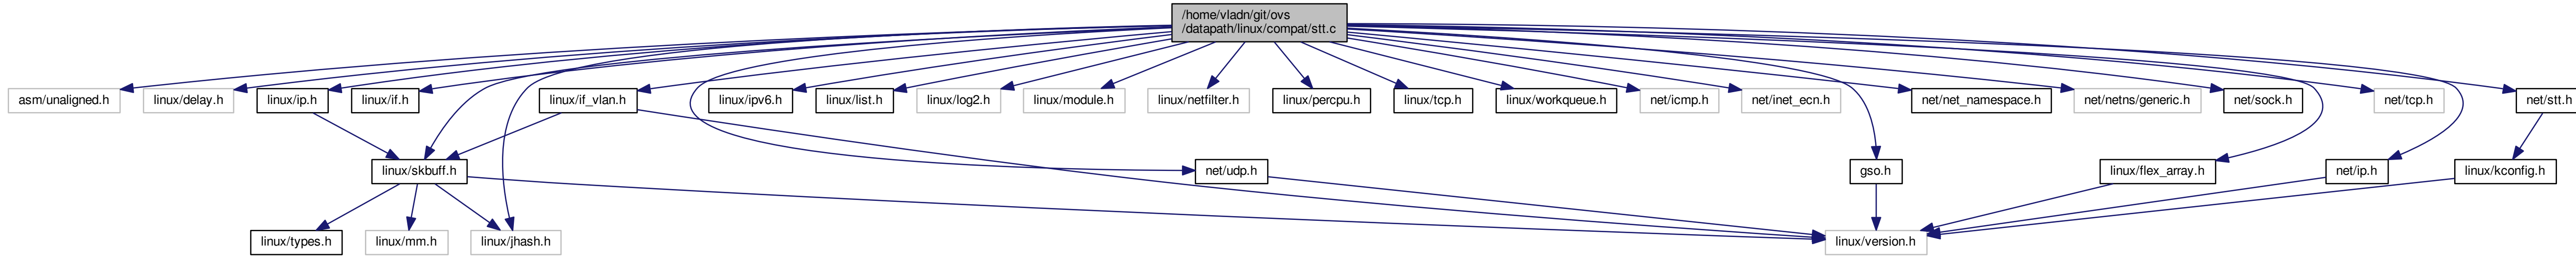 /home/vladn/git/ovs
/datapath/linux/compat/stt.c
asm/unaligned.h
linux/delay.h
linux/ip.h
linux/if.h
linux/if_vlan.h
linux/ipv6.h
linux/list.h
linux/log2.h
linux/module.h
linux/netfilter.h
linux/percpu.h
linux/tcp.h
linux/workqueue.h
net/icmp.h
net/inet_ecn.h
net/net_namespace.h
net/netns/generic.h
net/sock.h
net/tcp.h
net/stt.h
linux/skbuff.h
net/udp.h
gso.h
linux/flex_array.h
net/ip.h
linux/kconfig.h
linux/types.h
linux/mm.h
linux/jhash.h
linux/version.h